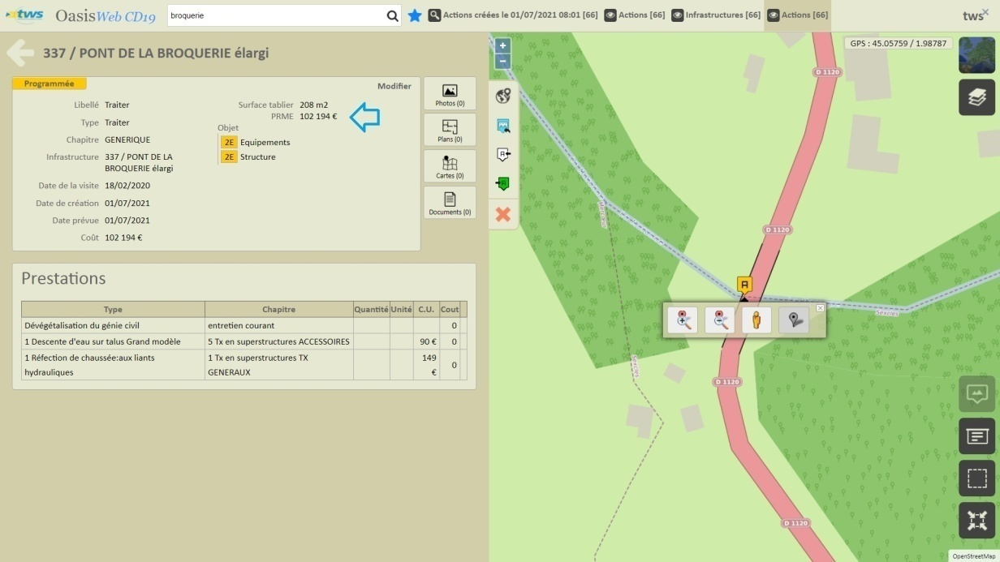 tws OasisWeb CD19 broquerie Actions créées le 01/07/2021 08:01 [66] Actions [66] Infrastructures [66] Actions [66] tws
337 / PONT DE LA BROQUERIE élargi
Programmée
Modifier
Libellé Traiter
Type Traiter
Chapitre GENERIQUE
Infrastructure 337 / PONT DE LA
BROQUERIE élargi
Date de la visite 18/02/2020
Date de création 01/07/2021
Date prévue 01/07/2021
Coût 102 194 €
Surface tablier 208 m2
PRME 102 194 €
Objet
2E Equipements
2E Structure
Photos (0)
Plans (0)
Cartes (0)
Documents (0)
Prestations
Type Chapitre Quantité Unité C.U. Cout
Dévégétalisation du génie civil entretien courant 0
1 Descente d'eau sur talus Grand modèle 5 Tx en superstructures ACCESSOIRES 90 € 0
1 Réfection de chaussée:aux liants 1 Tx en superstructures TX 149
hydrauliques GENERAUX € 0
+
−
GPS : 45.05759 / 1.98787
D 1120
Mercœur
D 1120
A
Sexcles
Sexcles
D 1120
D 1120
OpenStreetMap